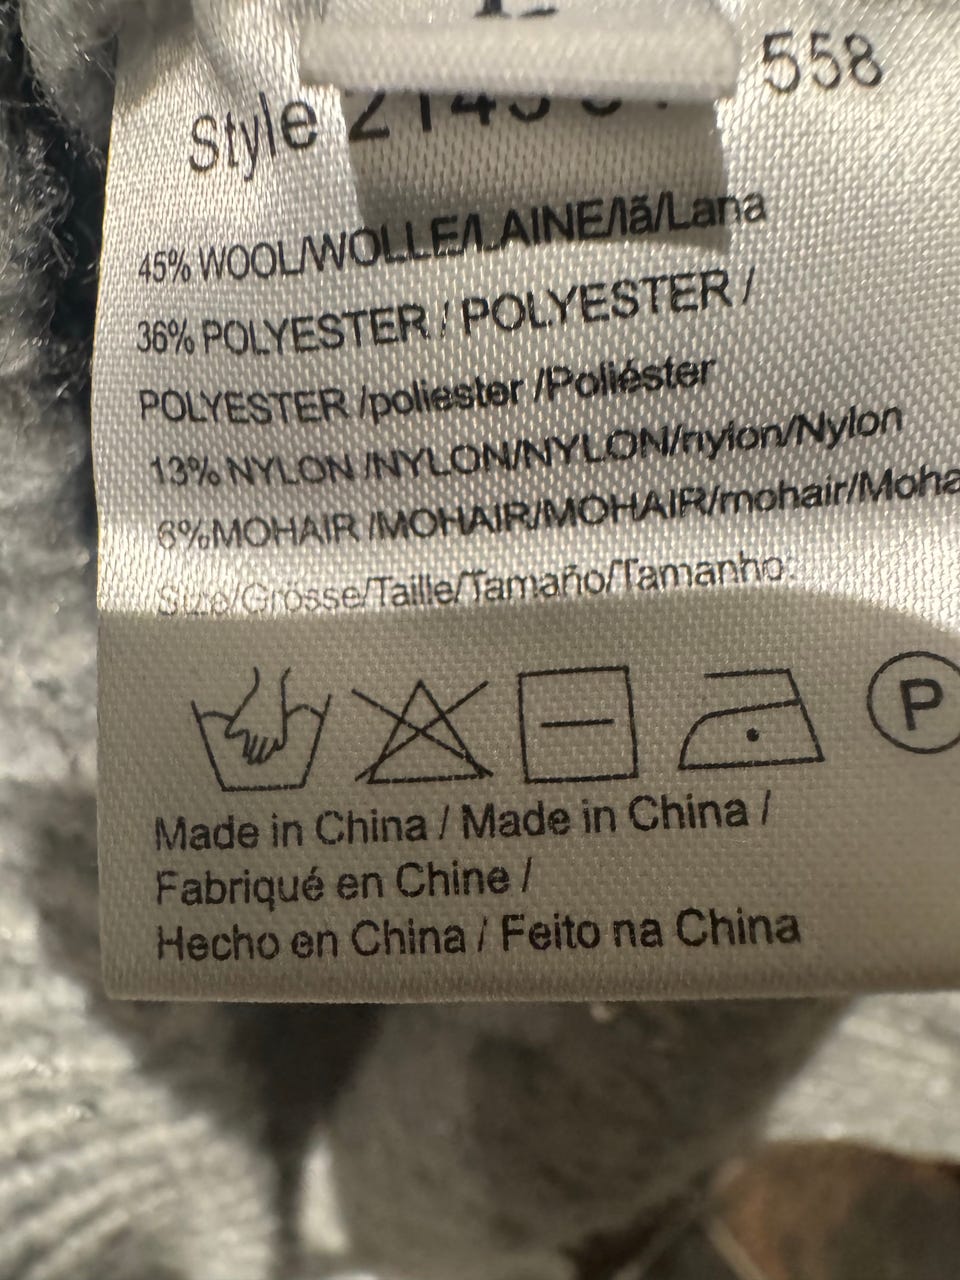 Style 558
45% WOOL/WOLLE/LAINE/lã/Lana
36% POLYESTER / POLYESTER /
POLYESTER /poliester /Poliéster
13% NYLON /NYLON/NYLON/nylon/Nylon
6%MOHAIR /MOHAIR/MOHAIR/mohair/Moha
Size/Grösse/Taille/Tamaño/Tamanho:
P
Made in China / Made in China /
Fabriqué en Chine /
Hecho en China / Feito na China